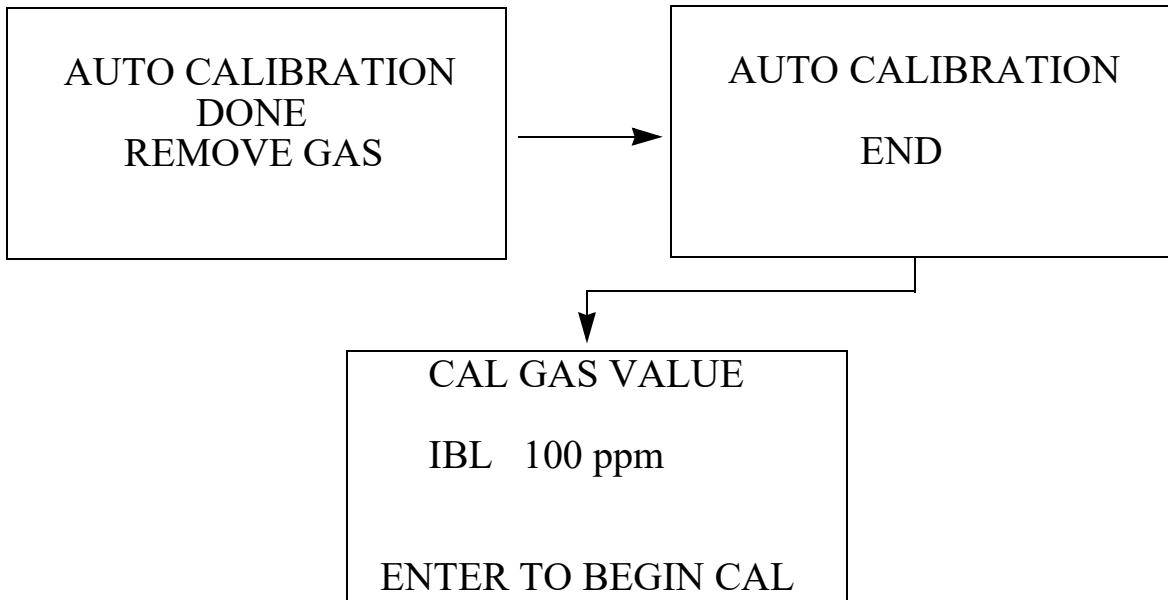 AUTO CALIBRATION
DONE
REMOVE GAS
AUTO CALIBRATION
END
CAL GAS VALUE
IBL 100 ppm
ENTER TO BEGIN CAL